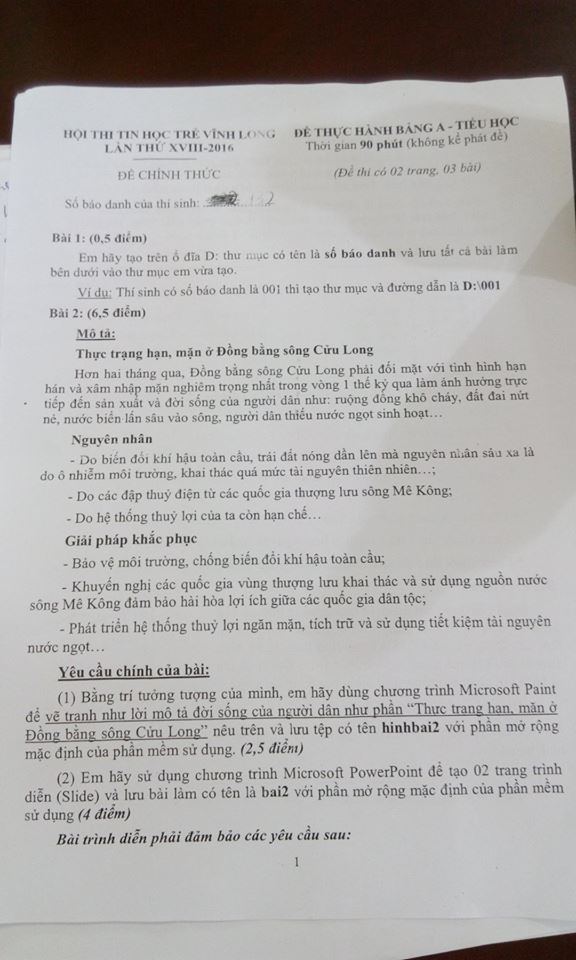 HỘI THI TIN HỌC TRẺ VĨNH LONG
LẦN THỨ XVIII-2016
ĐỀ THỰC HÀNH BẢNG A - TIỂU HỌC
Thời gian 90 phút (không kể phát đề)
ĐỀ CHÍNH THỨC
(Đề thi có 02 trang, 03 bài)
Số báo danh của thí sinh: 132
Bài 1: (0,5 điểm)
Em hãy tạo trên ổ đĩa D: thư mục có tên là số báo danh và lưu tất cả bài làm
bên dưới vào thư mục em vừa tạo.
Ví dụ: Thí sinh có số báo danh là 001 thì tạo thư mục và đường dẫn là D:\001
Bài 2: (6,5 điểm)
Mô tả:
Thực trạng hạn, mặn ở Đồng bằng sông Cửu Long
Hơn hai tháng qua, Đồng bằng sông Cửu Long phải đối mặt với tình hình hạn
hán và xâm nhập mặn nghiêm trọng nhất trong vòng 1 thế kỷ qua làm ảnh hưởng trực
tiếp đến sản xuất và đời sống của người dân như: ruộng đồng khô cháy, đất đai nứt
nẻ, nước biển lấn sâu vào sông, người dân thiếu nước ngọt sinh hoạt…
Nguyên nhân
- Do biến đổi khí hậu toàn cầu, trái đất nóng dần lên mà nguyên nhân sâu xa là
do ô nhiễm môi trường, khai thác quá mức tài nguyên thiên nhiên…;
- Do các đập thuỷ điện từ các quốc gia thượng lưu sông Mê Kông;
- Do hệ thống thuỷ lợi của ta còn hạn chế…
Giải pháp khắc phục
- Bảo vệ môi trường, chống biến đổi khí hậu toàn cầu;
- Khuyến nghị các quốc gia vùng thượng lưu khai thác và sử dụng nguồn nước
sông Mê Kông đảm bảo hài hòa lợi ích giữa các quốc gia dân tộc;
- Phát triển hệ thống thuỷ lợi ngăn mặn, tích trữ và sử dụng tiết kiệm tài nguyên
nước ngọt…
Yêu cầu chính của bài:
(1) Bằng trí tưởng tượng của mình, em hãy dùng chương trình Microsoft Paint
để vẽ tranh như lời mô tả đời sống của người dân như phần “Thực trạng hạn, mặn ở
Đồng bằng sông Cửu Long” nêu trên và lưu tệp có tên hinhbai2 với phần mở rộng
mặc định của phần mềm sử dụng. (2,5 điểm)
(2) Em hãy sử dụng chương trình Microsoft PowerPoint để tạo 02 trang trình
diễn (Slide) và lưu bài làm có tên là bai2 với phần mở rộng mặc định của phần mềm
sử dụng (4 điểm)
Bài trình diễn phải đảm bảo các yêu cầu sau:
1